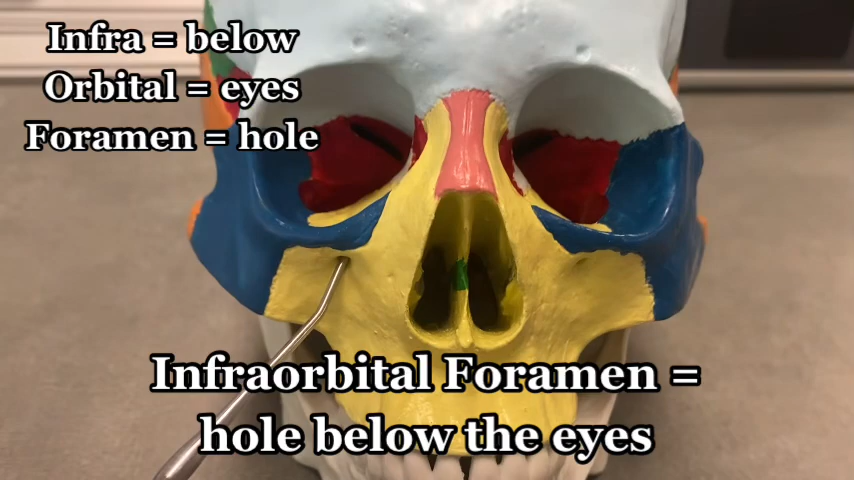 Infra = below
Orbital = eyes
Foramen = hole
Infraorbital Foramen =
hole below the eyes